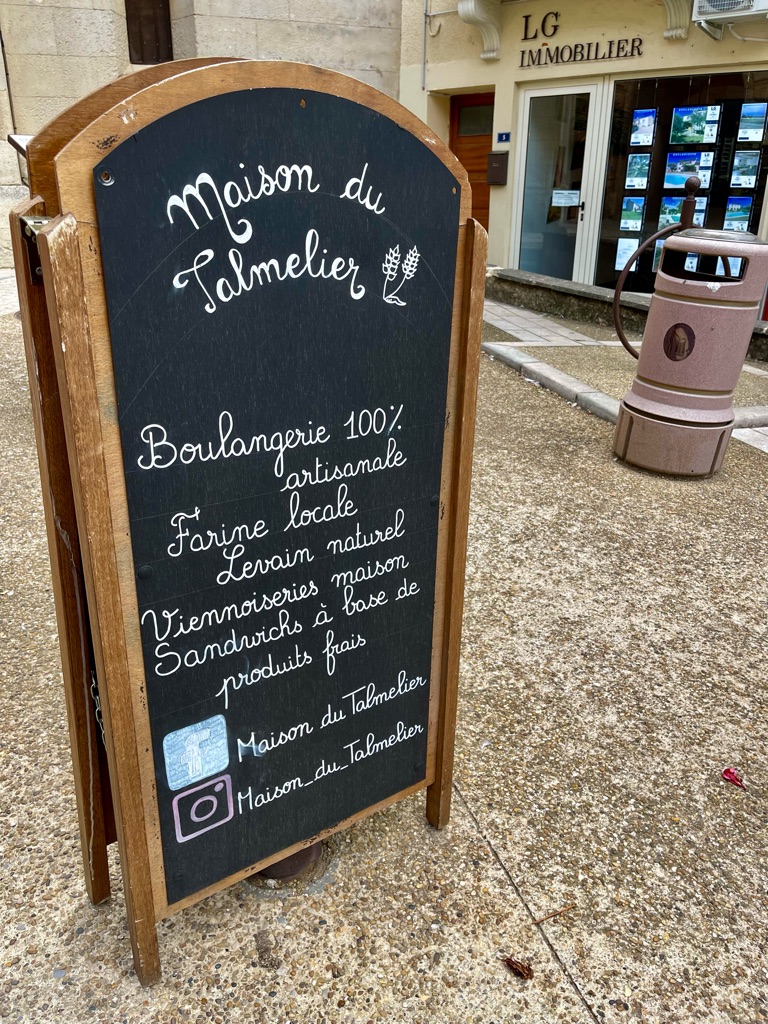 Maison du
Talmelier
Boulangerie 100%
artisanale
Farine locale
Levain naturel
Viennoiseries maison
Sandwichs à base de
produits frais
Maison du Talmelier
Maison_du_Talmelier
LG
IMMOBILIER